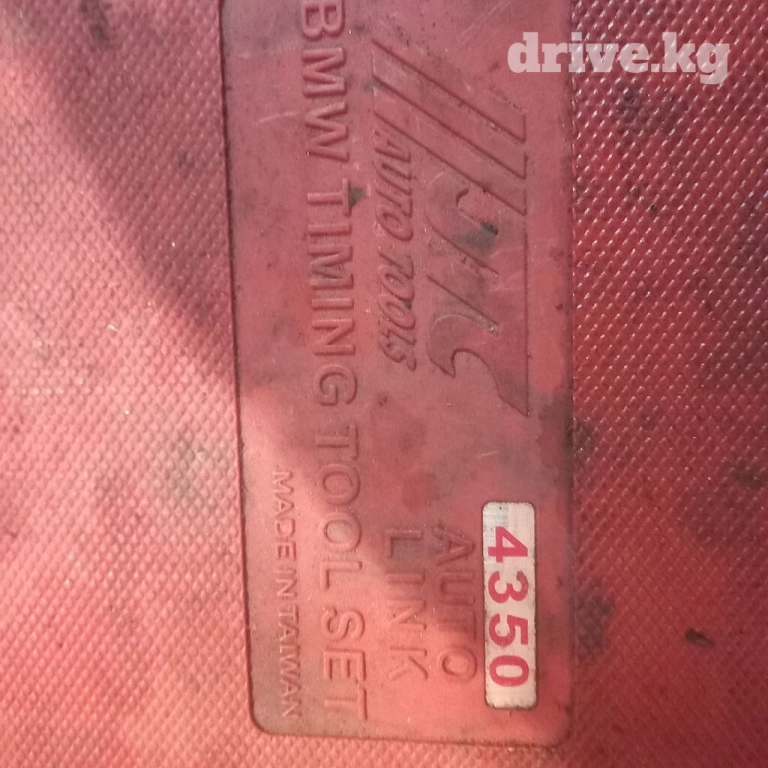 drive.kg
JTC
AUTO TOOLS
4350
AUTO
LINK
BMW TIMING TOOL SET
MADE IN TAIWAN